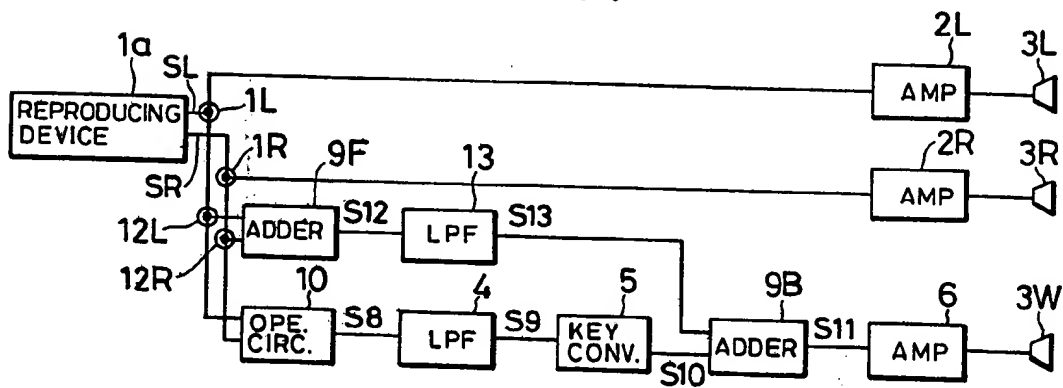 1a
SL
REPRODUCING
DEVICE
1L
SR
1R
2L
AMP
3L
2R
AMP
3R
9F
ADDER
S12
13
LPF
S13
12L
12R
10
OPE.
CIRC.
S8
4
LPF
S9
5
KEY
CONV.
S10
9B
ADDER
S11
6
AMP
3W